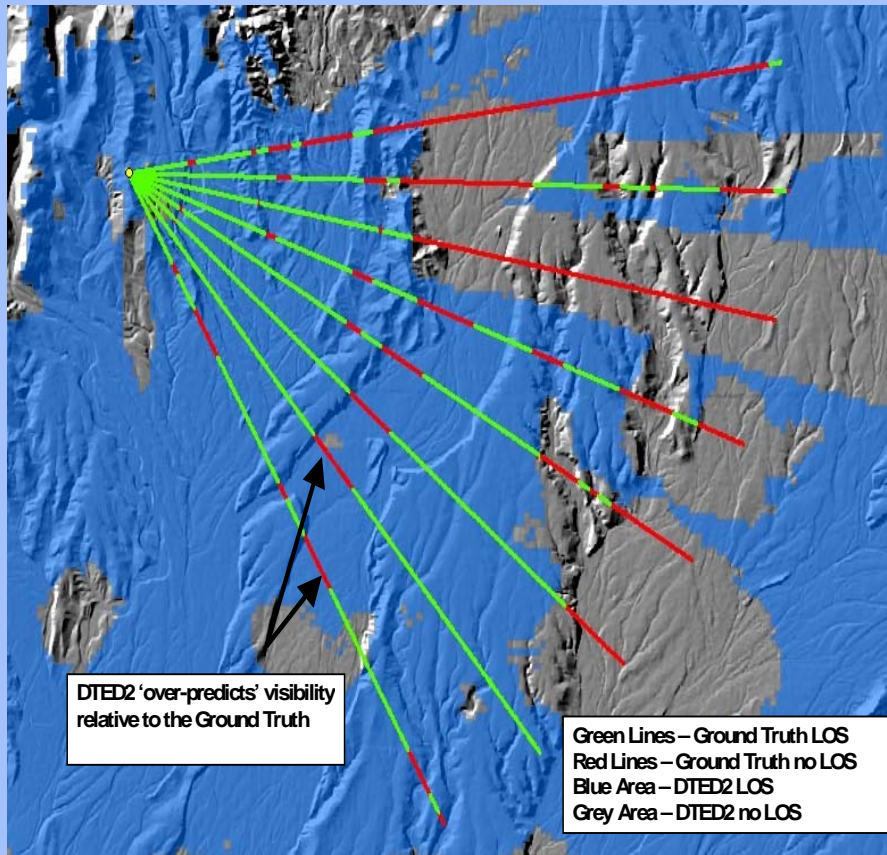 DTED2 ‘over-predicts’ visibility
relative to the Ground Truth
Green Lines – Ground Truth LOS
Red Lines – Ground Truth no LOS
Blue Area – DTED2 LOS
Grey Area – DTED2 no LOS